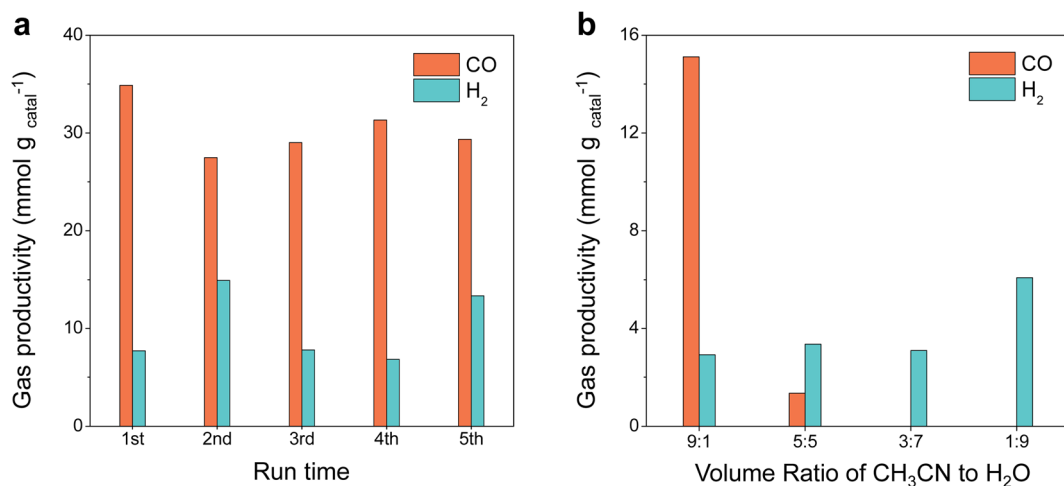 a
Gas productivity (mmol g catal⁻¹)
40
30
20
10
0
CO
H₂
1st 2nd 3rd 4th 5th
Run time
b
Gas productivity (mmol g catal⁻¹)
16
12
8
4
0
CO
H₂
9:1 5:5 3:7 1:9
Volume Ratio of CH₃CN to H₂O